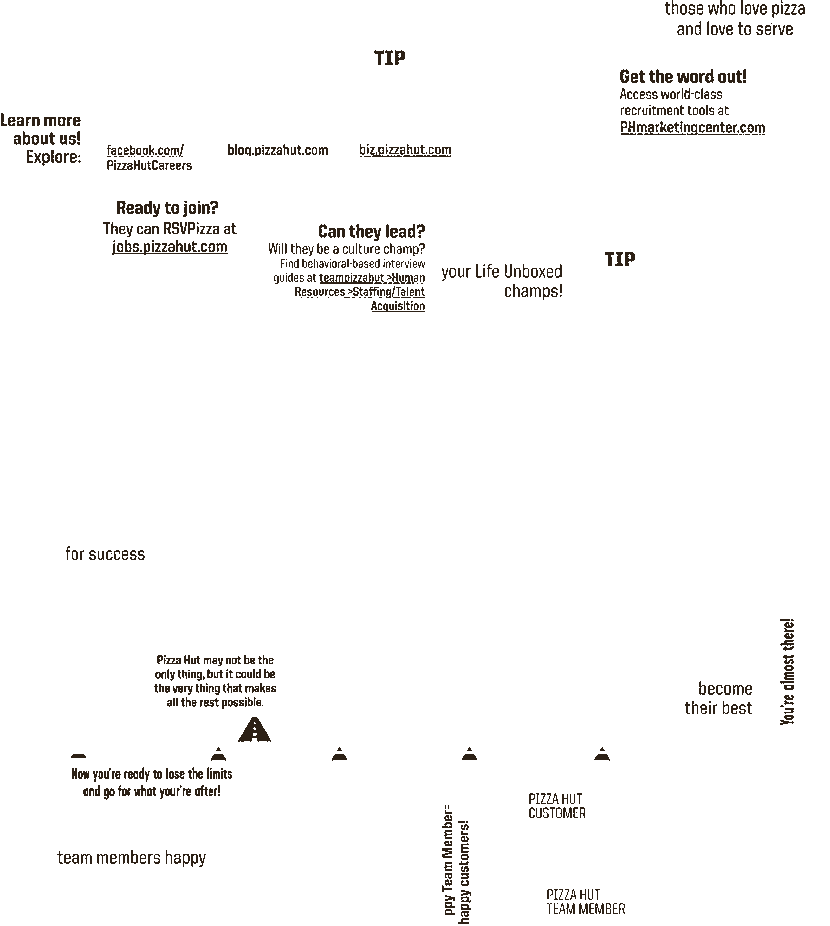 those who love pizza
and love to serve
TIP
Get the word out!
Access world-class
recruitment tools at
PHmarketingcenter.com
Learn more
about us!
Explore:
facebook.com/
PizzaHutCareers
blog.pizzahut.com
biz.pizzahut.com
Ready to join?
They can RSVPizza at
jobs.pizzahut.com
Can they lead?
Will they be a culture champ?
Find behavioral-based interview
guides at teampizzahut >Human
Resources >Staffing/Talent
Acquisition
your Life Unboxed
champs!
TIP
for success
Pizza Hut may not be the
only thing, but it could be
the very thing that makes
all the rest possible.
become
their best
You're almost there!
Now you're ready to lose the limits
and go for what your're after!
PIZZA HUT
CUSTOMER
team members happy
ppy Team Member=
happy customers!
PIZZA HUT
TEAM MEMBER